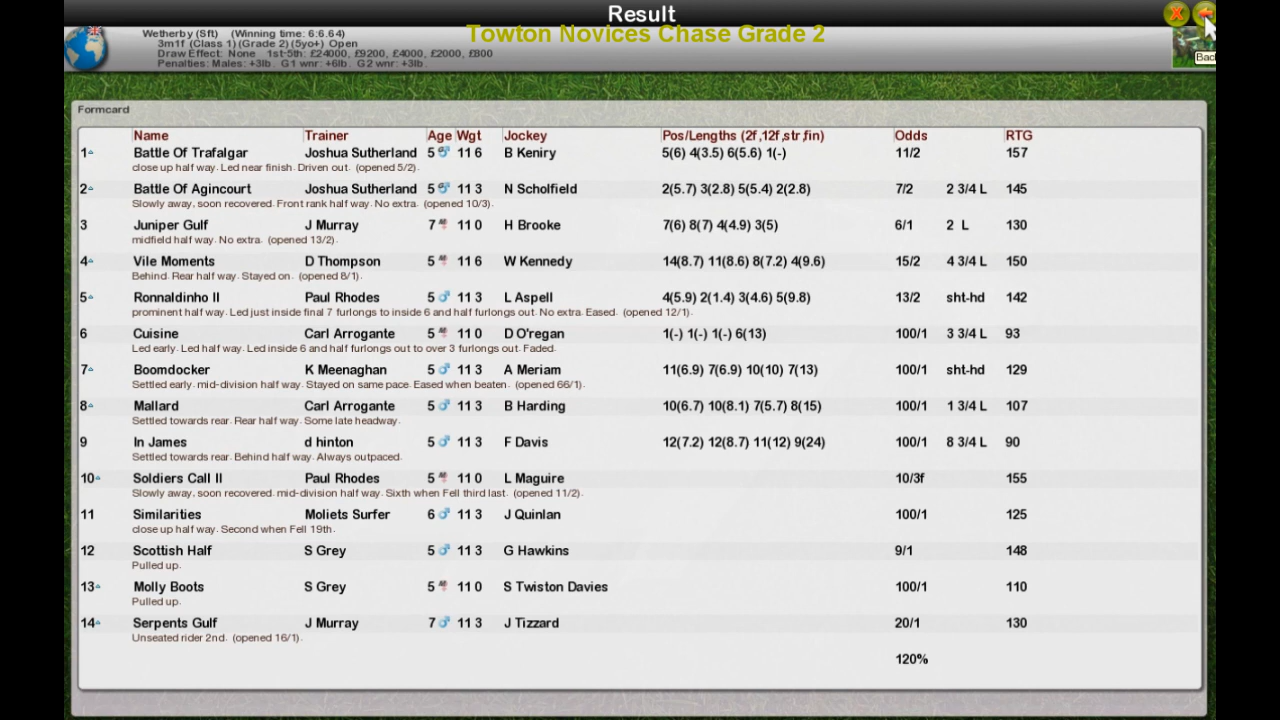 Result
Towton Novices Chase Grade 2
Wetherby (Sft) (Winning time: 6:6.64)
3m1f (Class 1) (Grade 2) (5yo+) Open
Draw Effect: None 1st-5th: £24000, £9200, £4000, £2000, £800
Penalties: Males: +3lb. G1 wnr: +6lb. G2 wnr: +3lb.
Formcard
Name Trainer Age Wgt Jockey Pos/Lengths (2f,12f,str,fin) Odds RTG
1 Battle Of Trafalgar Joshua Sutherland 5 11 6 B Keniry 5(6) 4(3.5) 6(5.6) 1(-) 11/2 157
close up half way. Led near finish. Driven out. (opened 5/2).
2 Battle Of Agincourt Joshua Sutherland 5 11 3 N Scholfield 2(5.7) 3(2.8) 5(5.4) 2(2.8) 7/2 2 3/4 L 145
Slowly away, soon recovered. Front rank half way. No extra. (opened 10/3).
3 Juniper Gulf J Murray 7 11 0 H Brooke 7(6) 8(7) 4(4.9) 3(5) 6/1 2 L 130
midfield half way. No extra. (opened 13/2).
4 Vile Moments D Thompson 5 11 6 W Kennedy 14(8.7) 11(8.6) 8(7.2) 4(9.6) 15/2 4 3/4 L 150
Behind. Rear half way. Stayed on. (opened 8/1).
5 Ronnaldinho II Paul Rhodes 5 11 3 L Aspell 4(5.9) 2(1.4) 3(4.6) 5(9.8) 13/2 sht-hd 142
prominent half way. Led just inside final 7 furlongs to inside 6 and half furlongs out. No extra. Eased. (opened 12/1).
6 Cuisine Carl Arrogante 5 11 0 D O'regan 1(-) 1(-) 1(-) 6(13) 100/1 3 3/4 L 93
Led early. Led half way. Led inside 6 and half furlongs out to over 3 furlongs out. Faded.
7 Boomdocker K Meenaghan 5 11 3 A Meriam 11(6.9) 7(6.9) 10(10) 7(13) 100/1 sht-hd 129
Settled early. mid-division half way. Stayed on same pace. Eased when beaten. (opened 66/1).
8 Mallard Carl Arrogante 5 11 3 B Harding 10(6.7) 10(8.1) 7(5.7) 8(15) 100/1 1 3/4 L 107
Settled towards rear. Rear half way. Some late headway.
9 In James d hinton 5 11 3 F Davis 12(7.2) 12(8.7) 11(12) 9(24) 100/1 8 3/4 L 90
Settled towards rear. Behind half way. Always outpaced.
10 Soldiers Call II Paul Rhodes 5 11 0 L Maguire 10/3f 155
Slowly away, soon recovered. mid-division half way. Sixth when Fell third last. (opened 11/2).
11 Similarities Moliets Surfer 6 11 3 J Quinlan 100/1 125
close up half way. Second when Fell 19th.
12 Scottish Half S Grey 5 11 3 G Hawkins 9/1 148
Pulled up.
13 Molly Boots S Grey 5 11 0 S Twiston Davies 100/1 110
Pulled up.
14 Serpents Gulf J Murray 7 11 3 J Tizzard 20/1 130
Unseated rider 2nd. (opened 16/1).
120%